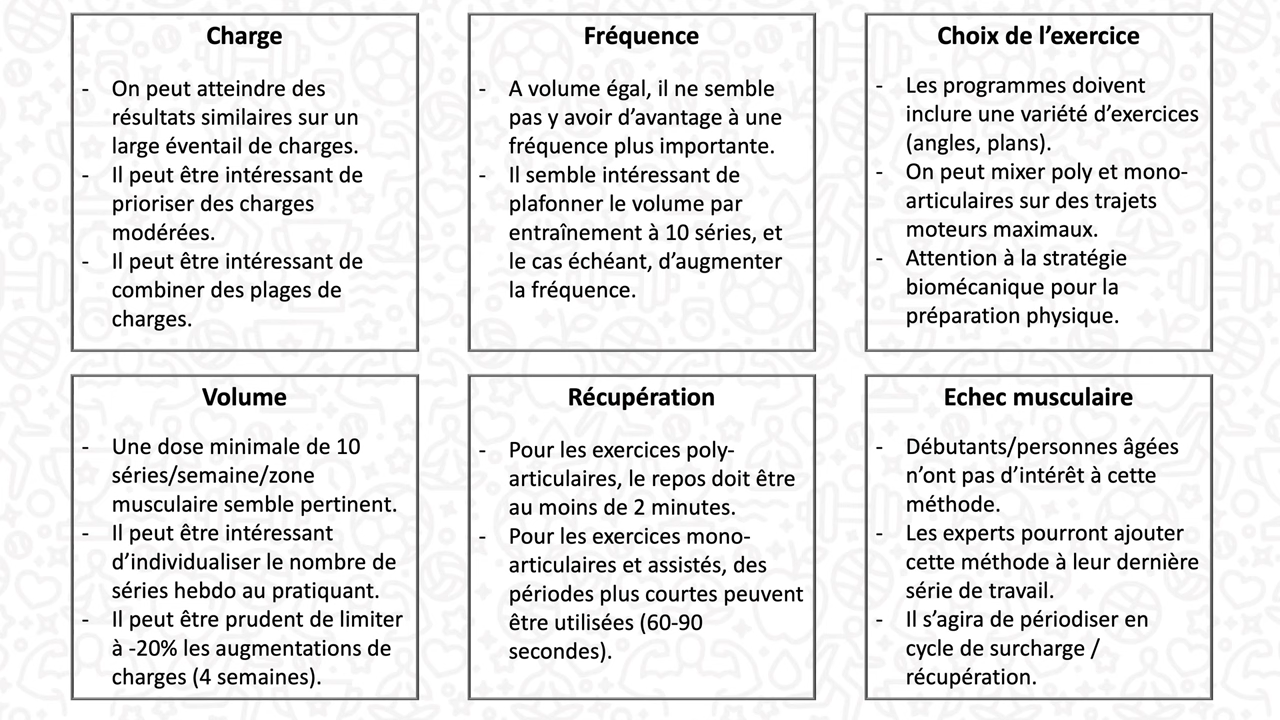 Charge
- On peut atteindre des
résultats similaires sur un
large éventail de charges.
- Il peut être intéressant de
prioriser des charges
modérées.
- Il peut être intéressant de
combiner des plages de
charges.
Fréquence
- A volume égal, il ne semble
pas y avoir d’avantage à une
fréquence plus importante.
- Il semble intéressant de
plafonner le volume par
entraînement à 10 séries, et
le cas échéant, d’augmenter
la fréquence.
Choix de l’exercice
- Les programmes doivent
inclure une variété d’exercices
(angles, plans).
- On peut mixer poly et mono-
articulaires sur des trajets
moteurs maximaux.
- Attention à la stratégie
biomécanique pour la
préparation physique.
Volume
- Une dose minimale de 10
séries/semaine/zone
musculaire semble pertinent.
- Il peut être intéressant
d’individualiser le nombre de
séries hebdo au pratiquant.
- Il peut être prudent de limiter
à -20% les augmentations de
charges (4 semaines).
Récupération
- Pour les exercices poly-
articulaires, le repos doit être
au moins de 2 minutes.
- Pour les exercices mono-
articulaires et assistés, des
périodes plus courtes peuvent
être utilisées (60-90
secondes).
Echec musculaire
- Débutants/personnes âgées
n’ont pas d’intérêt à cette
méthode.
- Les experts pourront ajouter
cette méthode à leur dernière
série de travail.
- Il s’agira de périodiser en
cycle de surcharge /
récupération.